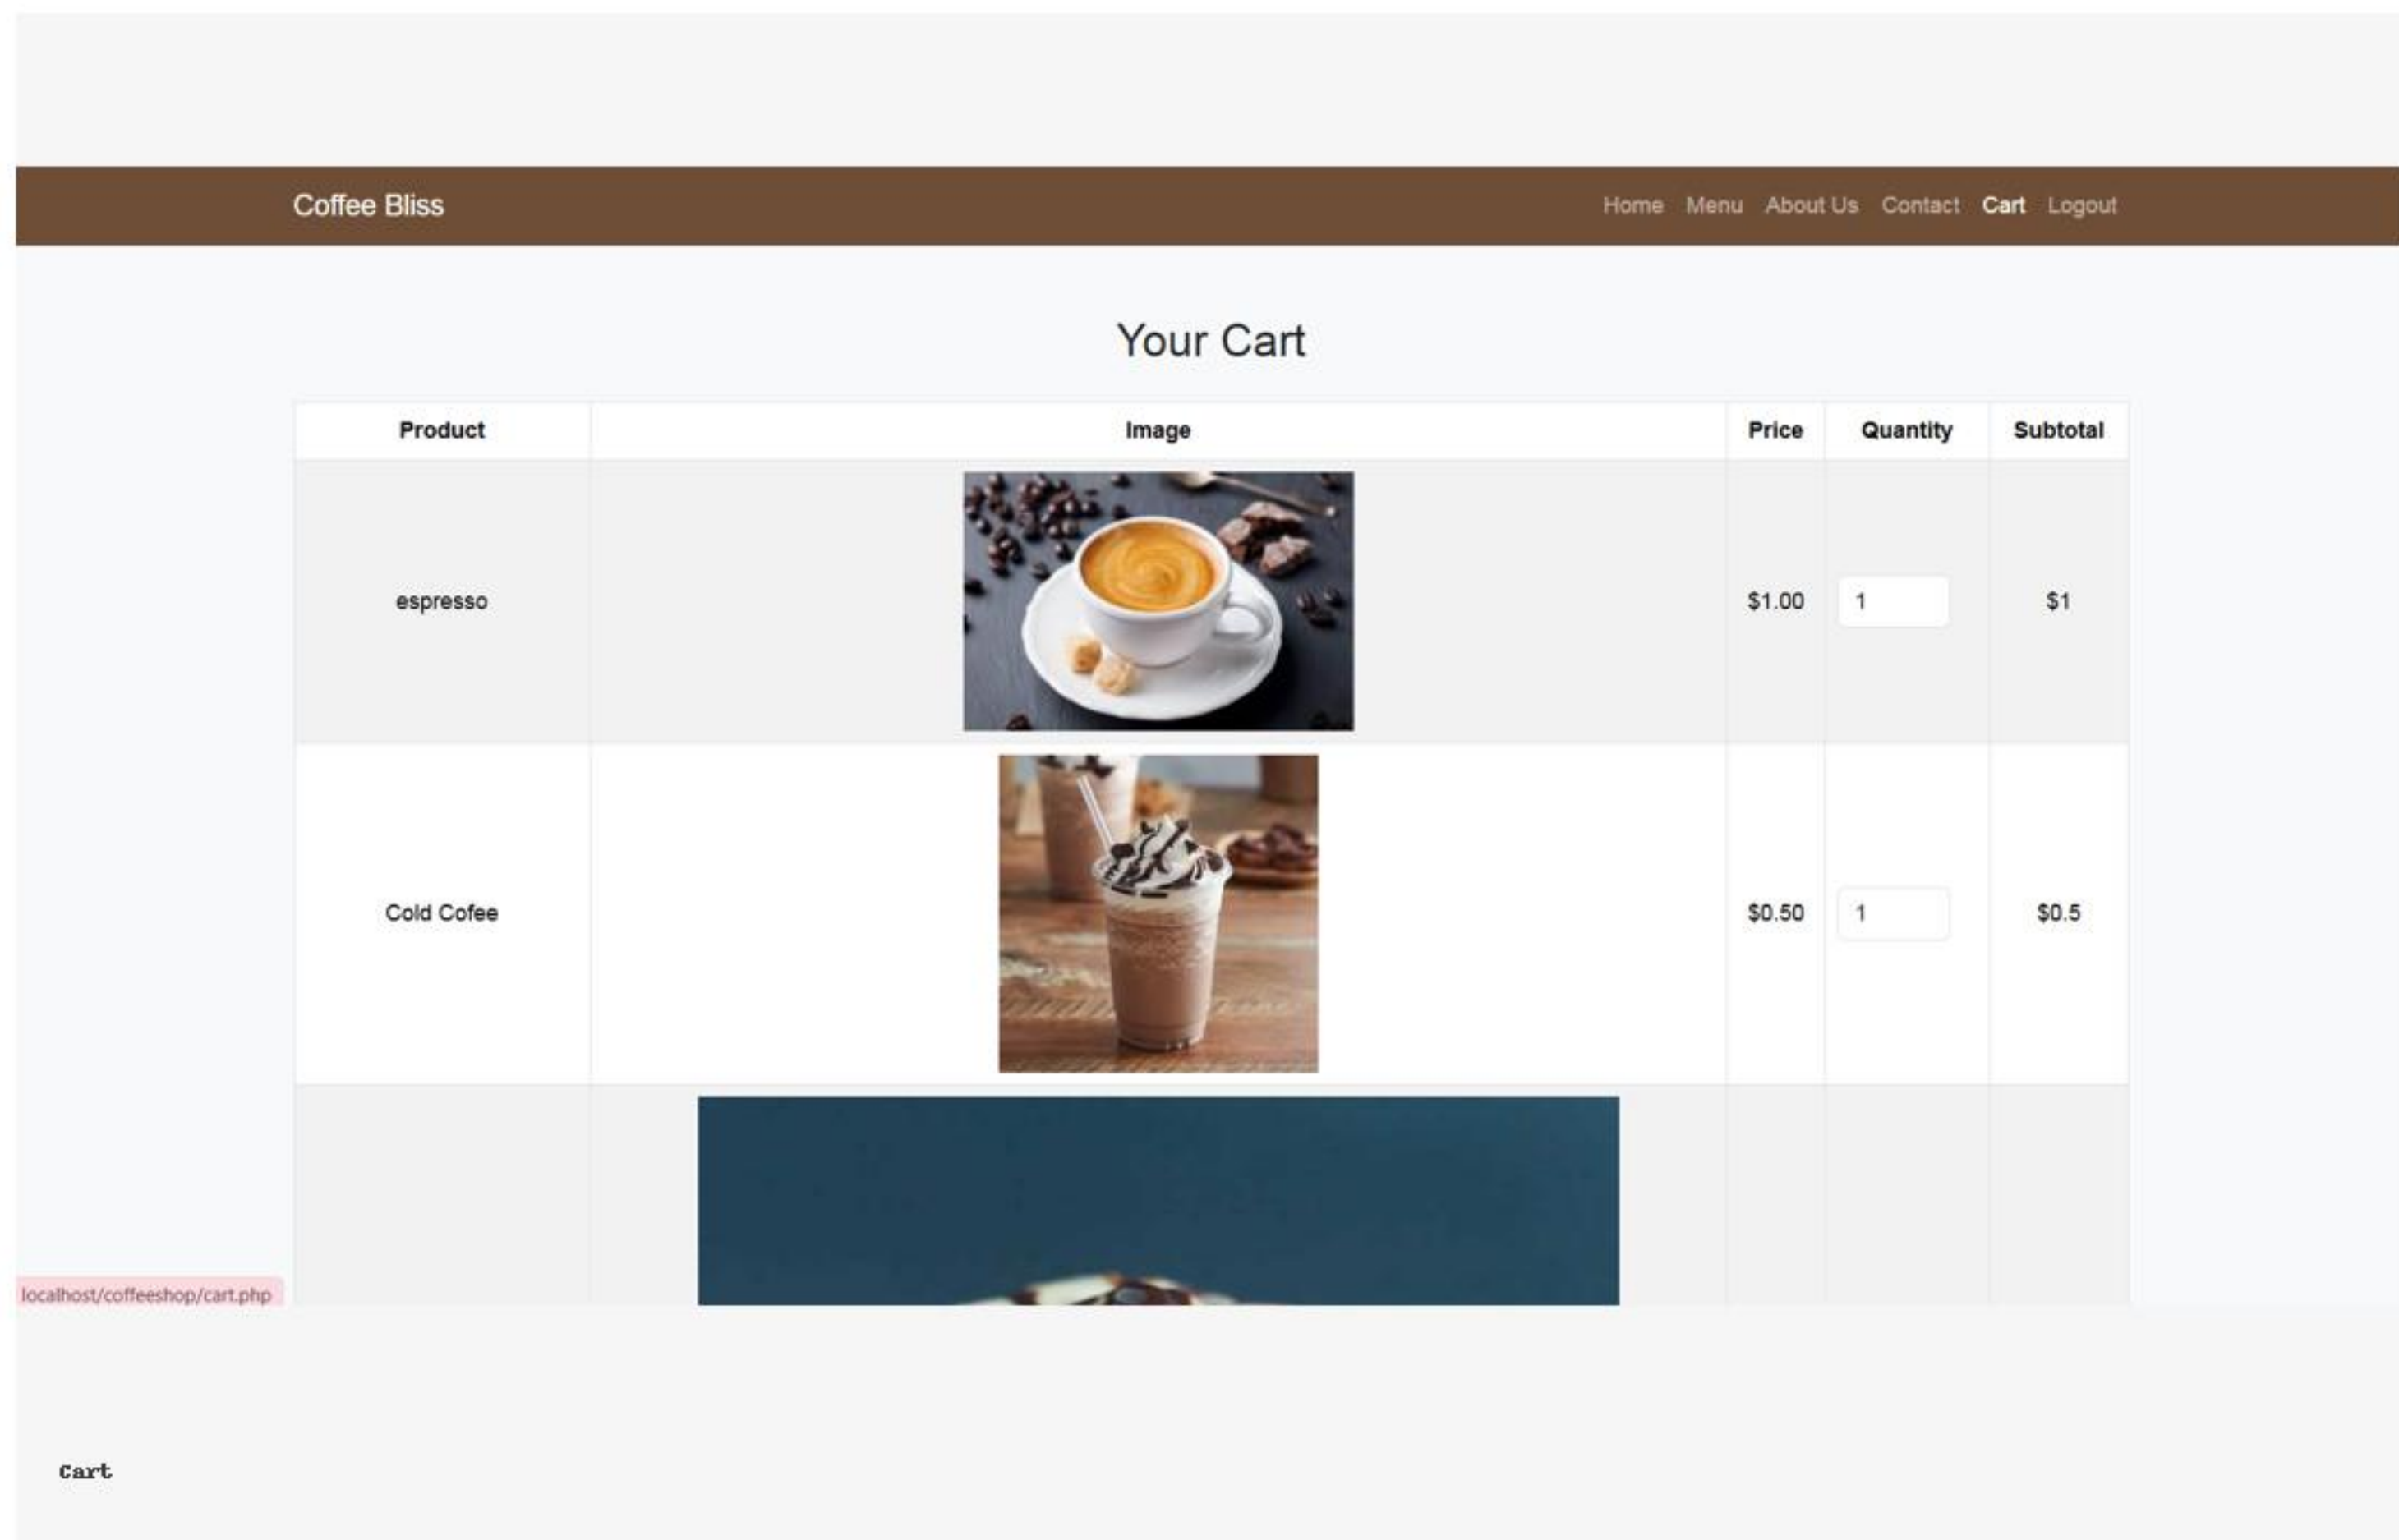 Coffee Bliss Home Menu About Us Contact Cart Logout
Your Cart
Product Image Price Quantity Subtotal
espresso $1.00 1 $1
Cold Cofee $0.50 1 $0.5
localhost/coffeeshop/cart.php
Cart